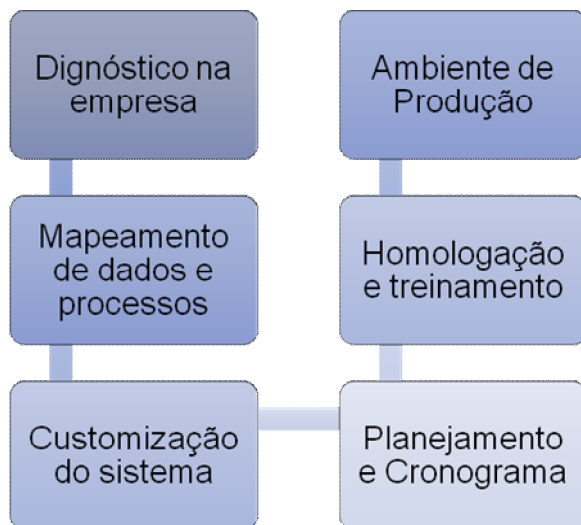 Dignóstico na
empresa
Mapeamento
de dados e
processos
Customização
do sistema
Planejamento
e Cronograma
Homologação
e treinamento
Ambiente de
Produção